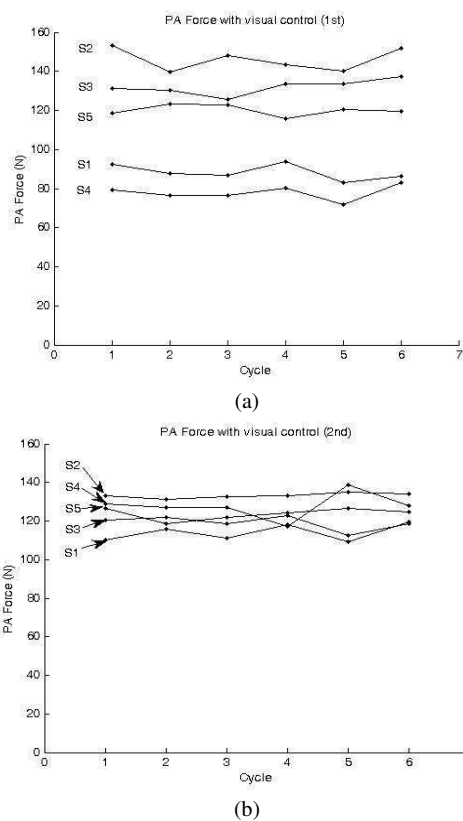 PA Force with visual control (1st)
160
140
120
100
80
60
40
20
0
PA Force (N)
S2
S3
S5
S1
S4
0 1 2 3 4 5 6 7
Cycle
(a)
PA Force with visual control (2nd)
160
140
120
100
80
60
40
20
0
PA Force (N)
S2
S4
S5
S3
S1
0 1 2 3 4 5 6
Cycle
(b)